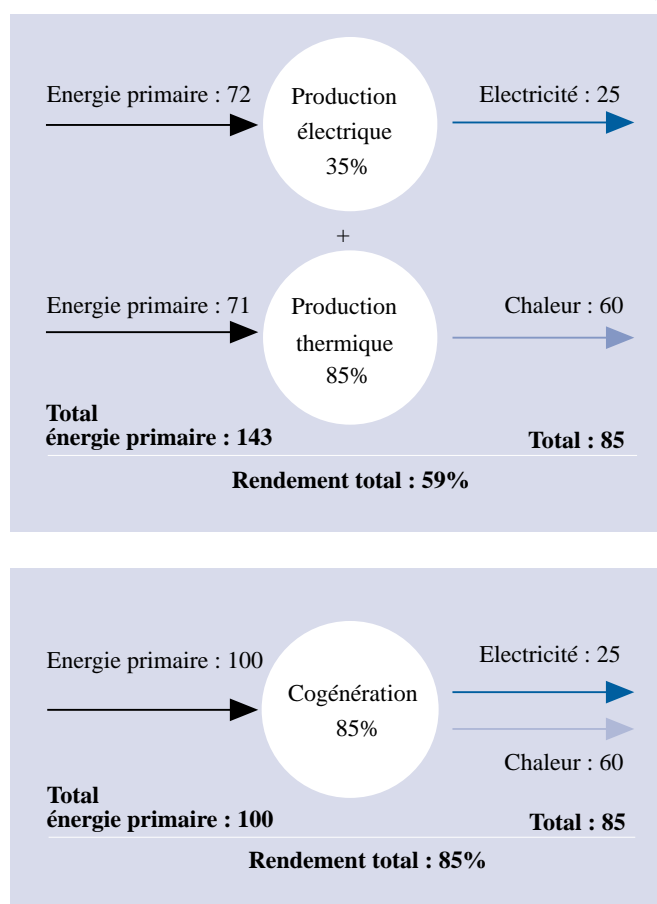 Energie primaire : 72
Production
électrique
35%
Electricité : 25
+
Energie primaire : 71
Production
thermique
85%
Chaleur : 60
Total
énergie primaire : 143
Total : 85
Rendement total : 59%
Energie primaire : 100
Cogénération
85%
Electricité : 25
Chaleur : 60
Total
énergie primaire : 100
Total : 85
Rendement total : 85%